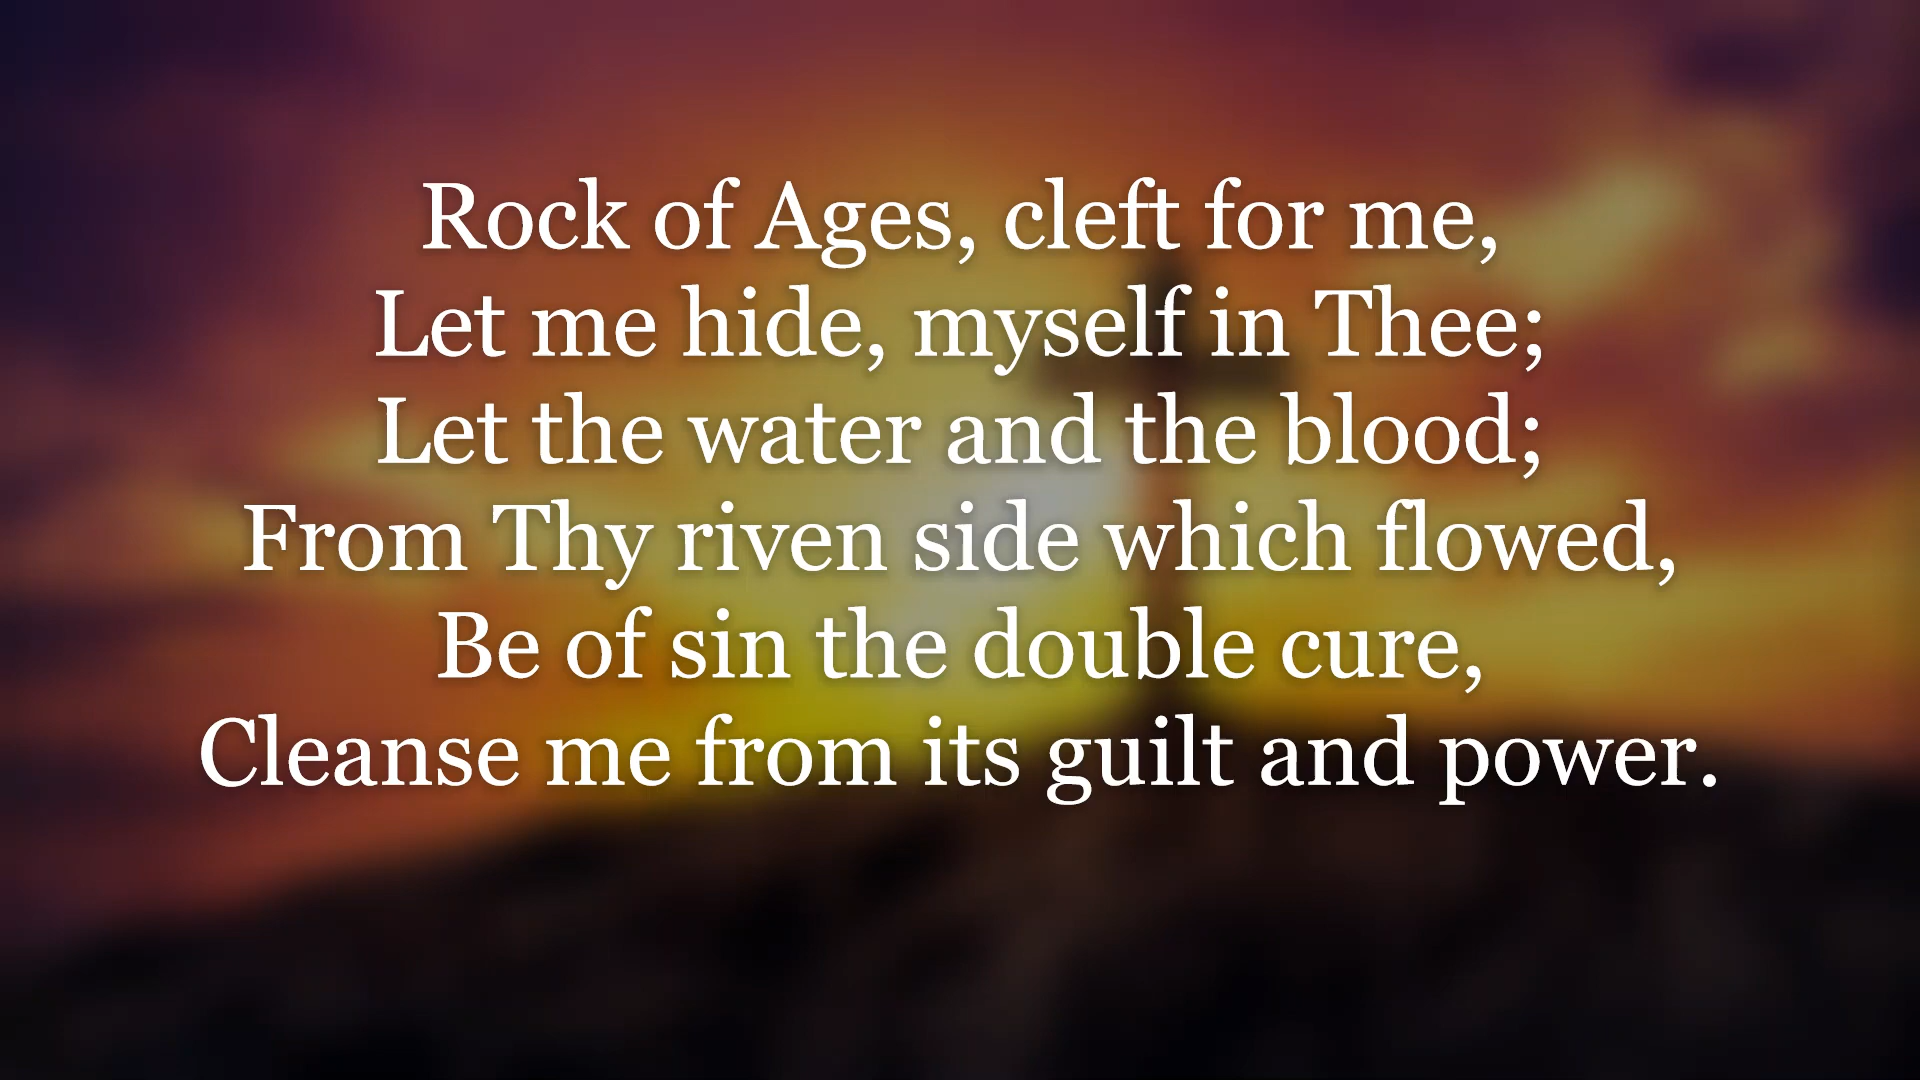 Rock of Ages, cleft for me,
Let me hide, myself in Thee;
Let the water and the blood;
From Thy riven side which flowed,
Be of sin the double cure,
Cleanse me from its guilt and power.